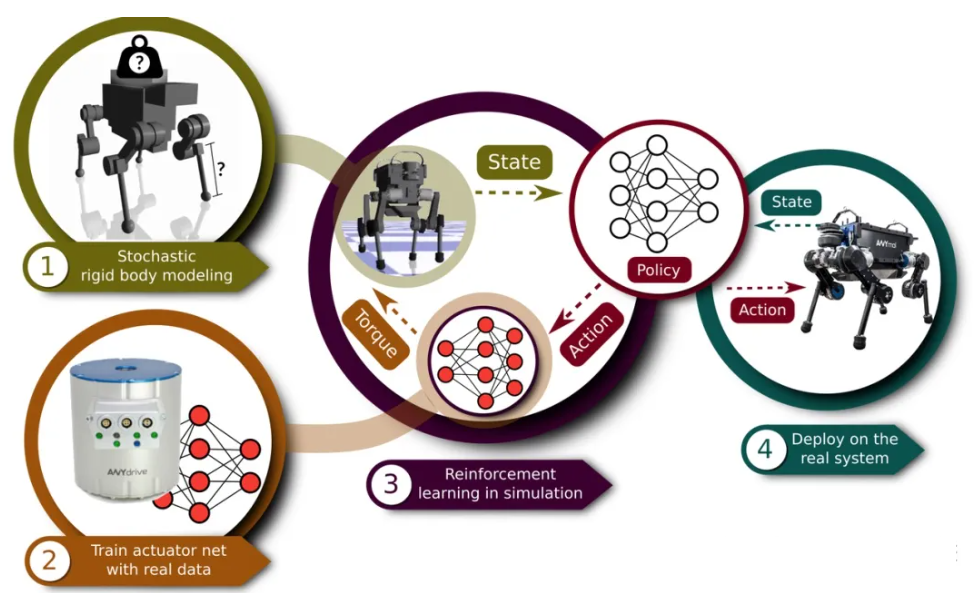 ?
?
1
Stochastic
rigid body modeling
ANYdrive
2
Train actuator net
with real data
State
Torque
Action
Policy
3
Reinforcement
learning in simulation
State
ANYmal
Action
4
Deploy on the
real system